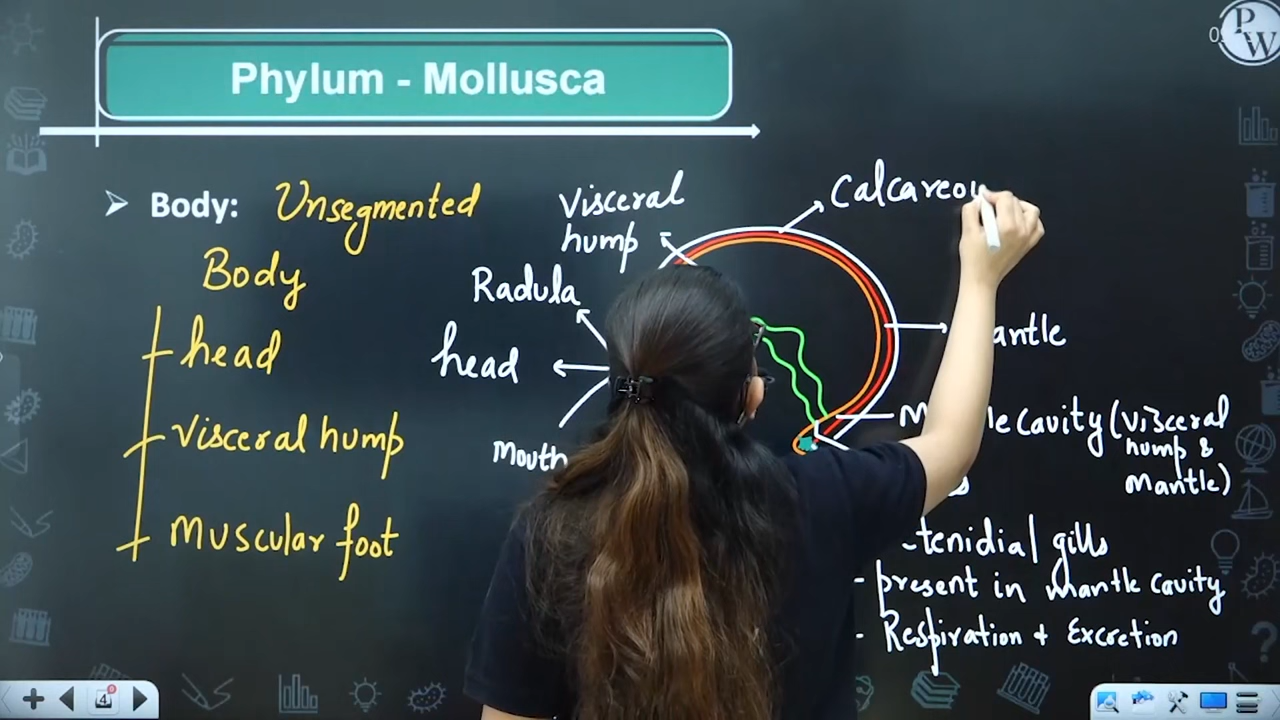 Phylum - Mollusca
PW
Body: Unsegmented
Body
head
visceral hump
Muscular foot
Visceral
hump
Radula
head
Mouth
Calcareou
antle
cavity (visceral
hump &
Mantle)
tenidial gills
- present in mantle cavity
- Respiration + Excretion
4